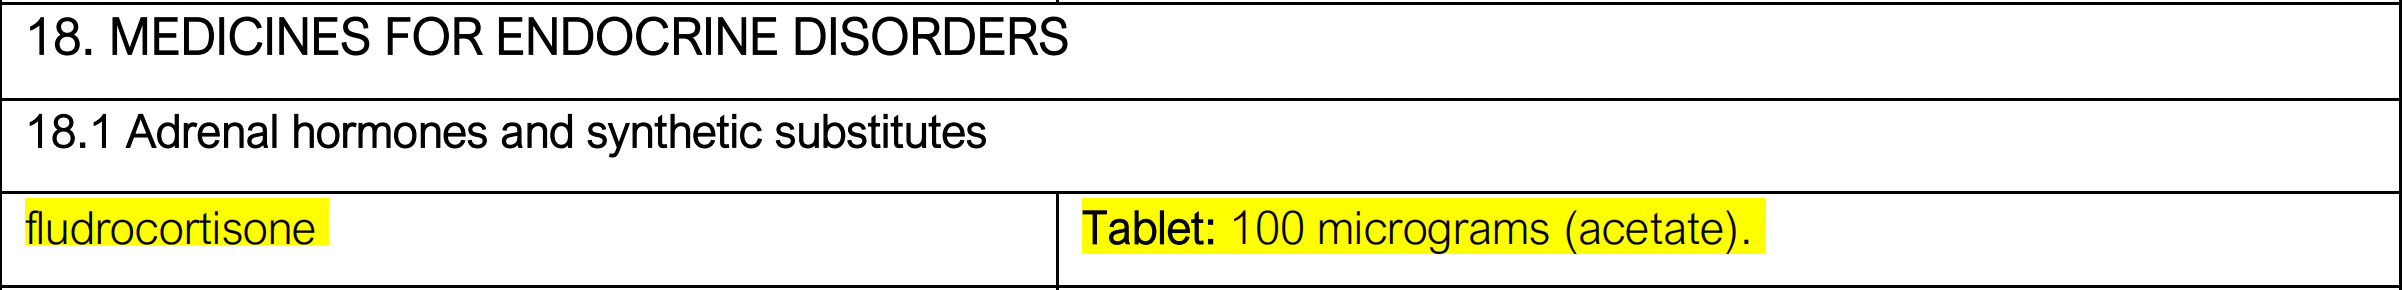 18. MEDICINES FOR ENDOCRINE DISORDERS
18.1 Adrenal hormones and synthetic substitutes
fludrocortisone
Tablet: 100 micrograms (acetate).